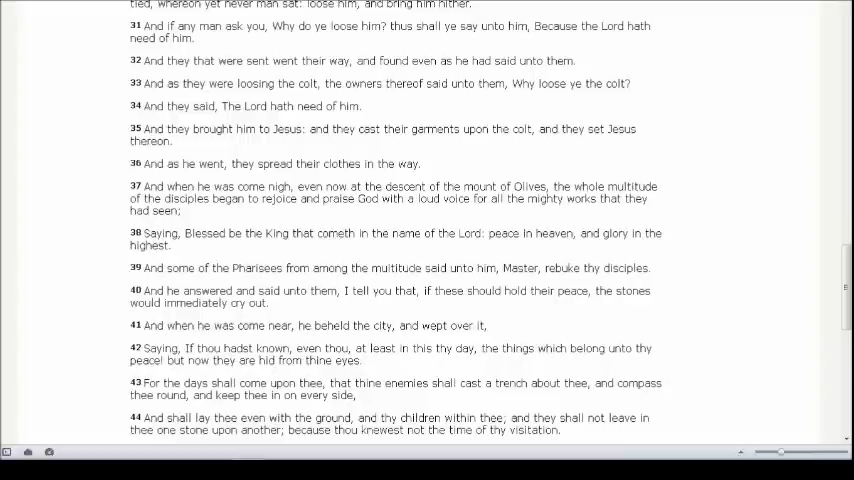 tied, whereon yet never man sat: loose him, and bring him hither.
31 And if any man ask you, Why do ye loose him? thus shall ye say unto him, Because the Lord hath
need of him.
32 And they that were sent went their way, and found even as he had said unto them.
33 And as they were loosing the colt, the owners thereof said unto them, Why loose ye the colt?
34 And they said, The Lord hath need of him.
35 And they brought him to Jesus: and they cast their garments upon the colt, and they set Jesus
thereon.
36 And as he went, they spread their clothes in the way.
37 And when he was come nigh, even now at the descent of the mount of Olives, the whole multitude
of the disciples began to rejoice and praise God with a loud voice for all the mighty works that they
had seen;
38 Saying, Blessed be the King that cometh in the name of the Lord: peace in heaven, and glory in the
highest.
39 And some of the Pharisees from among the multitude said unto him, Master, rebuke thy disciples.
40 And he answered and said unto them, I tell you that, if these should hold their peace, the stones
would immediately cry out.
41 And when he was come near, he beheld the city, and wept over it,
42 Saying, If thou hadst known, even thou, at least in this thy day, the things which belong unto thy
peace! but now they are hid from thine eyes.
43 For the days shall come upon thee, that thine enemies shall cast a trench about thee, and compass
thee round, and keep thee in on every side,
44 And shall lay thee even with the ground, and thy children within thee; and they shall not leave in
thee one stone upon another; because thou knewest not the time of thy visitation.